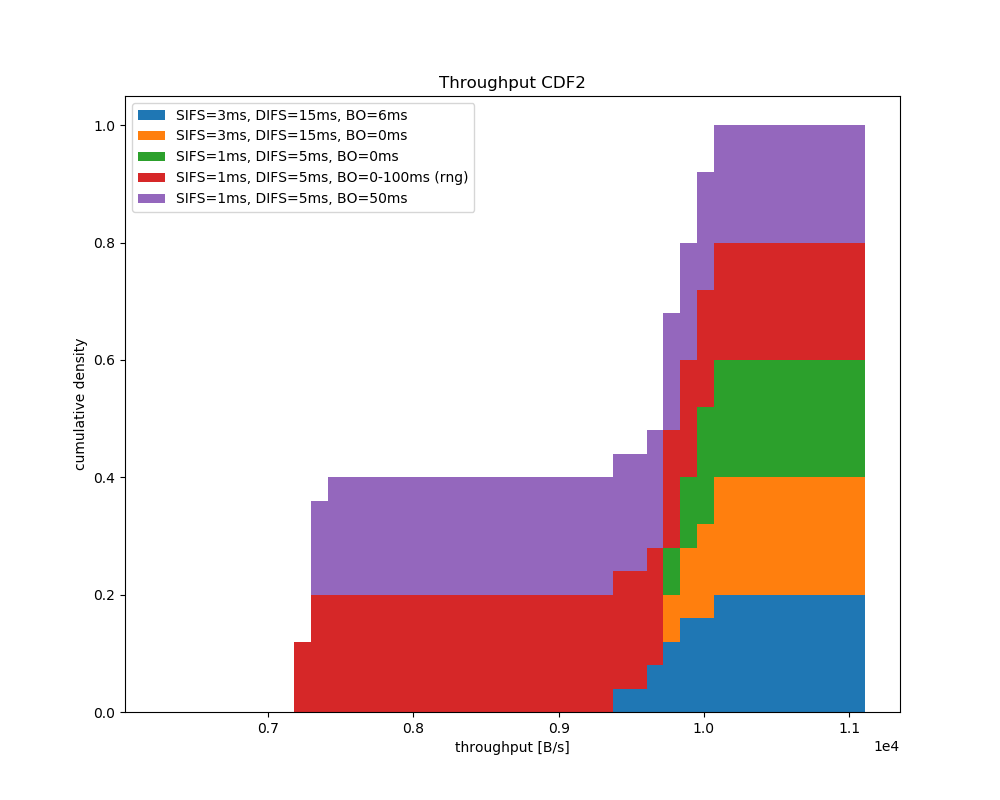 Throughput CDF2
SIFS=3ms, DIFS=15ms, BO=6ms
SIFS=3ms, DIFS=15ms, BO=0ms
SIFS=1ms, DIFS=5ms, BO=0ms
SIFS=1ms, DIFS=5ms, BO=0-100ms (rng)
SIFS=1ms, DIFS=5ms, BO=50ms
cumulative density
1.0
0.8
0.6
0.4
0.2
0.0
0.7 0.8 0.9 1.0 1.1
1e4
throughput [B/s]